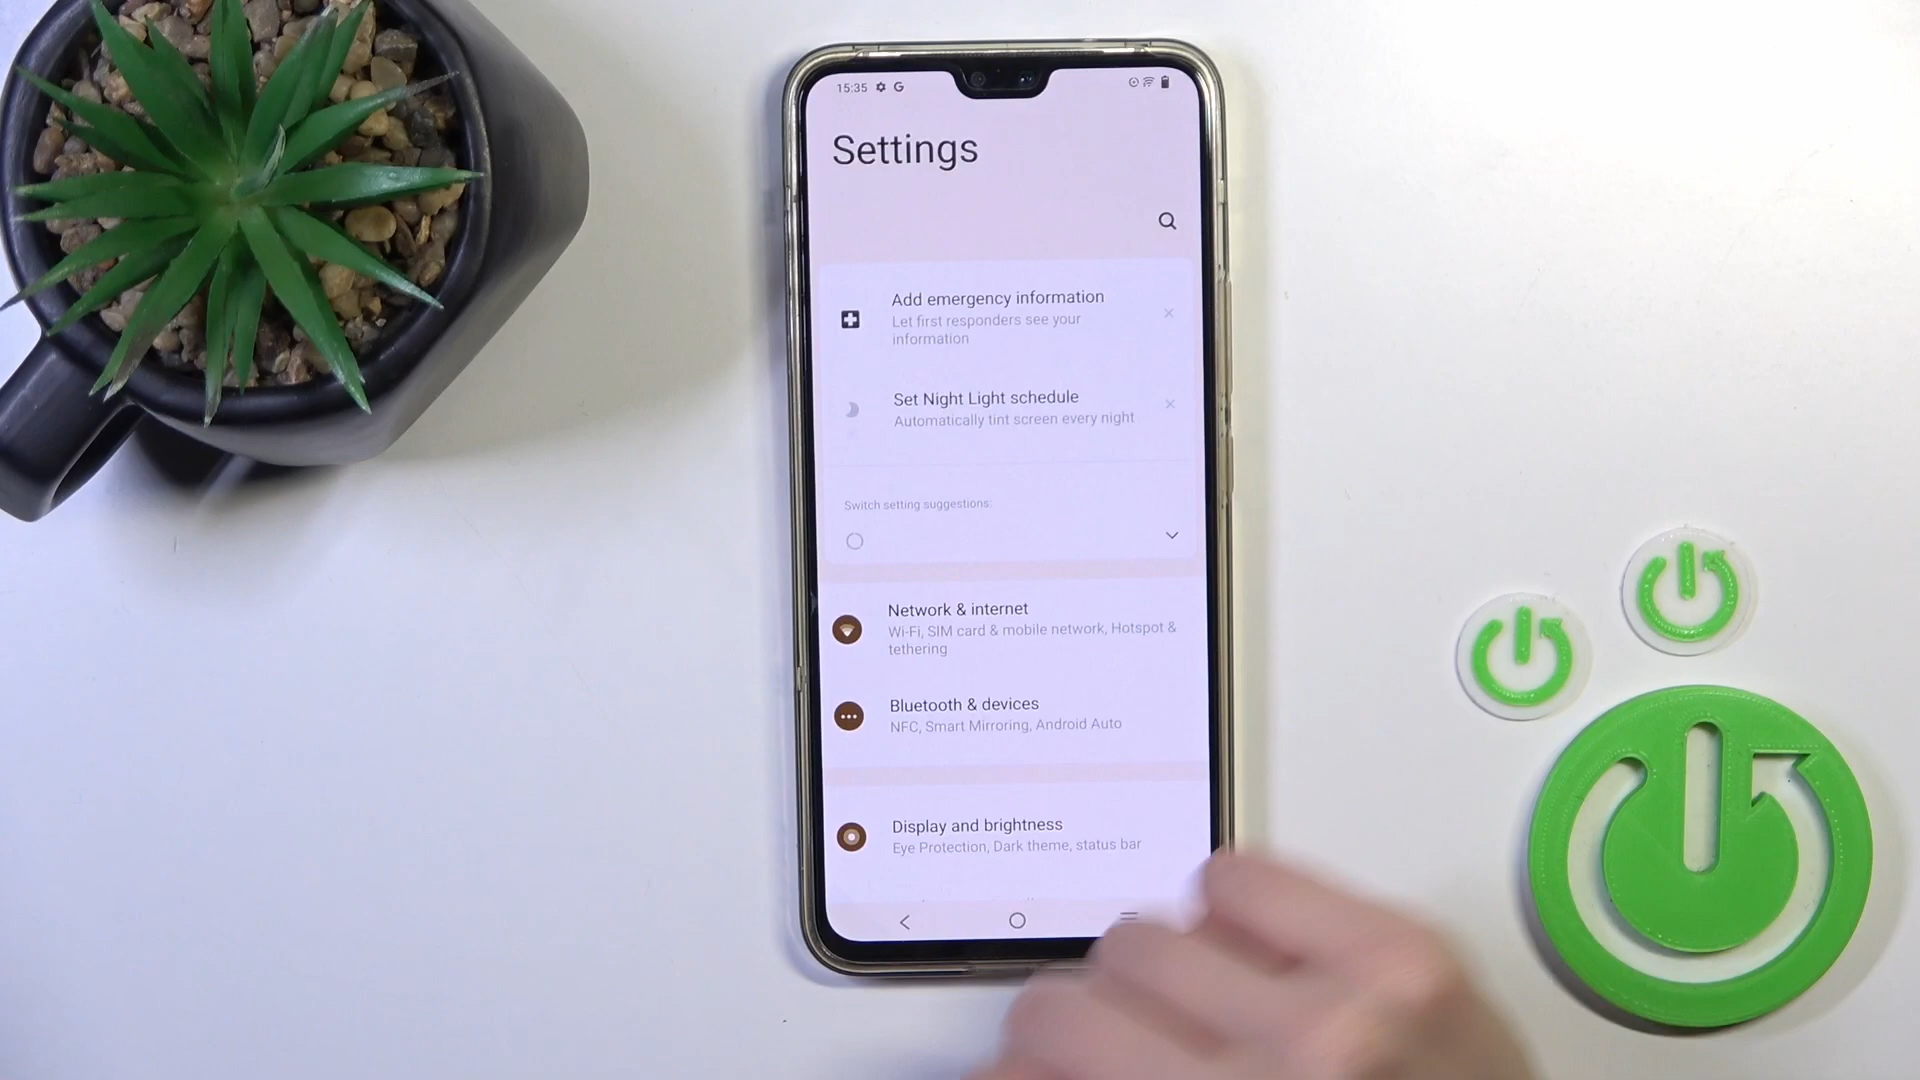 15:35 G
Settings
Add emergency information
Let first responders see your
information
Set Night Light schedule
Automatically tint screen every night
Switch setting suggestions:
Network & internet
Wi-Fi, SIM card & mobile network, Hotspot &
tethering
Bluetooth & devices
NFC, Smart Mirroring, Android Auto
Display and brightness
Eye Protection, Dark theme, status bar